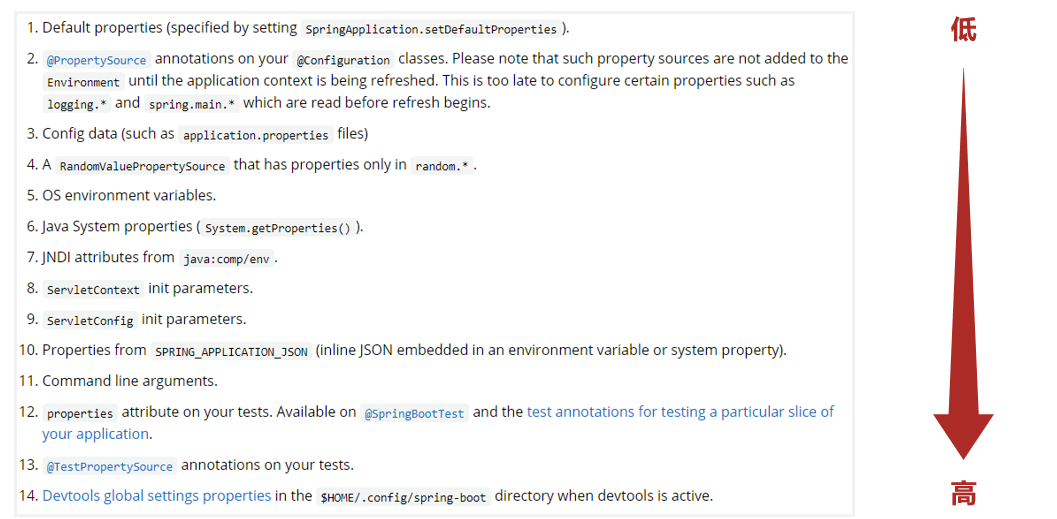 1. Default properties (specified by setting SpringApplication.setDefaultProperties ).
2. @PropertySource annotations on your @Configuration classes. Please note that such property sources are not added to the
Environment until the application context is being refreshed. This is too late to configure certain properties such as
logging.* and spring.main.* which are read before refresh begins.
3. Config data (such as application.properties files)
4. A RandomValuePropertySource that has properties only in random.* .
5. OS environment variables.
6. Java System properties ( System.getProperties() ).
7. JNDI attributes from java:comp/env .
8. ServletContext init parameters.
9. ServletConfig init parameters.
10. Properties from SPRING_APPLICATION_JSON (inline JSON embedded in an environment variable or system property).
11. Command line arguments.
12. properties attribute on your tests. Available on @SpringBootTest and the test annotations for testing a particular slice of
your application.
13. @TestPropertySource annotations on your tests.
14. Devtools global settings properties in the $HOME/.config/spring-boot directory when devtools is active.
低
高